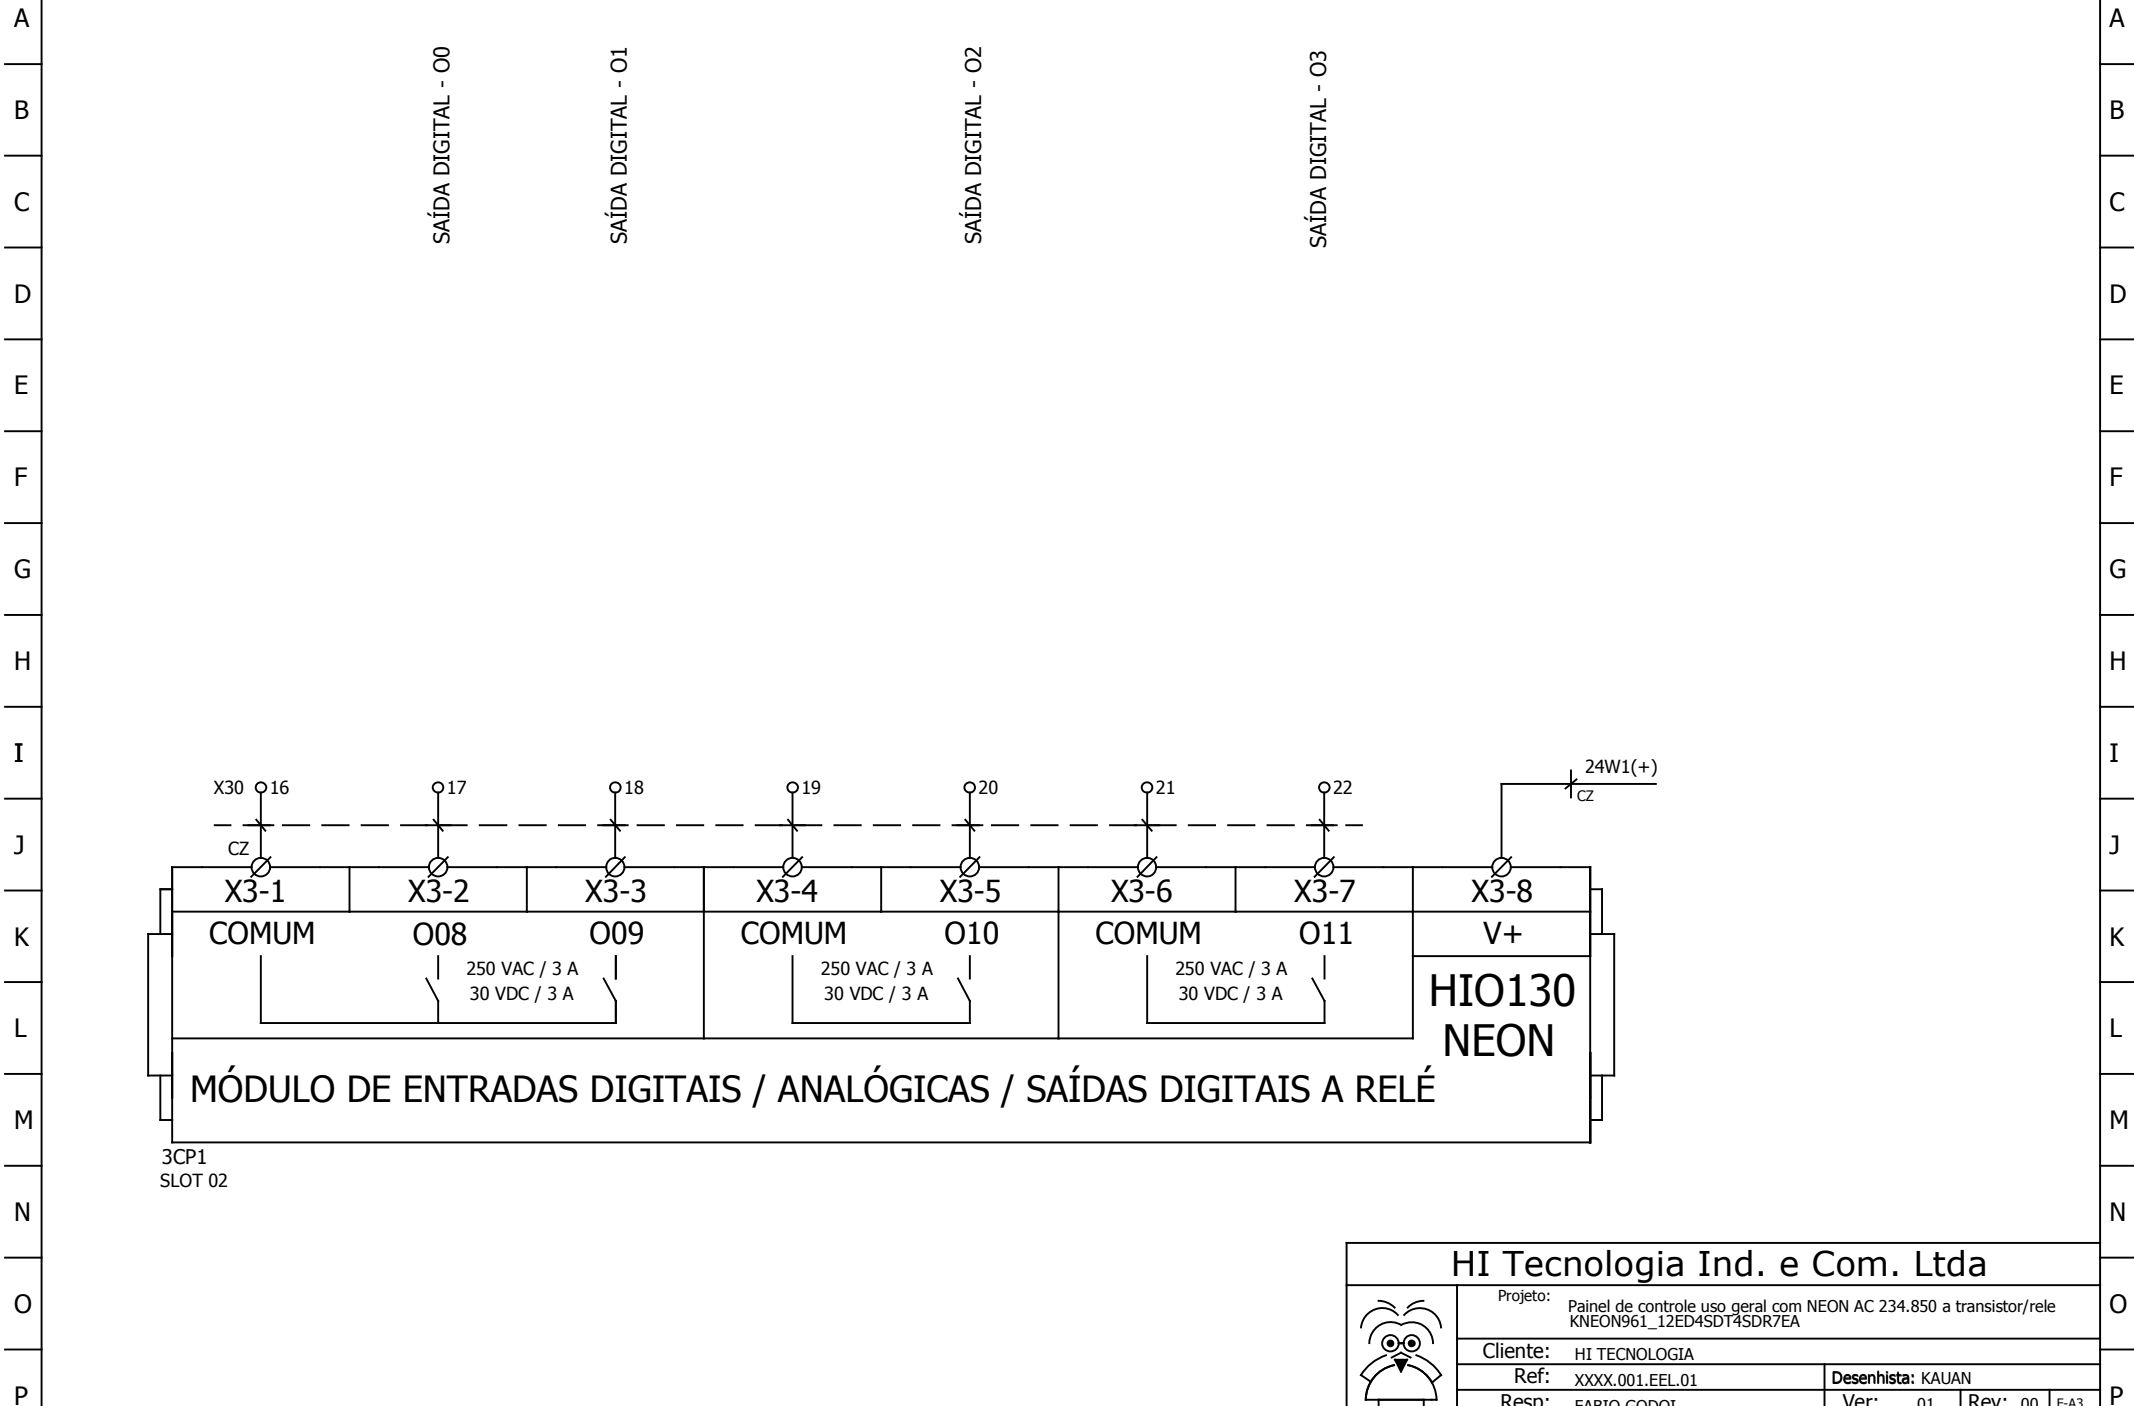 A
A
SAÍDA DIGITAL - O0
SAÍDA DIGITAL - O1
SAÍDA DIGITAL - O2
SAÍDA DIGITAL - O3
B
B
C
C
D
D
E
E
F
F
G
G
H
H
I
I
24W1(+)
CZ
X30 16
17
18
19
20
21
22
J
J
CZ
X3-1
X3-2
X3-3
X3-4
X3-5
X3-6
X3-7
X3-8
K
K
COMUM
O08
O09
COMUM
O10
COMUM
O11
V+
250 VAC / 3 A
30 VDC / 3 A
250 VAC / 3 A
30 VDC / 3 A
250 VAC / 3 A
30 VDC / 3 A
HIO130
NEON
L
L
MÓDULO DE ENTRADAS DIGITAIS / ANALÓGICAS / SAÍDAS DIGITAIS A RELÉ
M
M
3CP1
SLOT 02
N
N
HI Tecnologia Ind. e Com. Ltda
O
O
Projeto: Painel de controle uso geral com NEON AC 234.850 a transistor/rele
KNEON961_12ED4SDT4SDR7EA
Cliente: HI TECNOLOGIA
Ref: XXXX.001.EEL.01
Desenhista: KAUAN
P
P
Resp: FABIO GODOI
Ver: 01
Rev: 00
F-A3